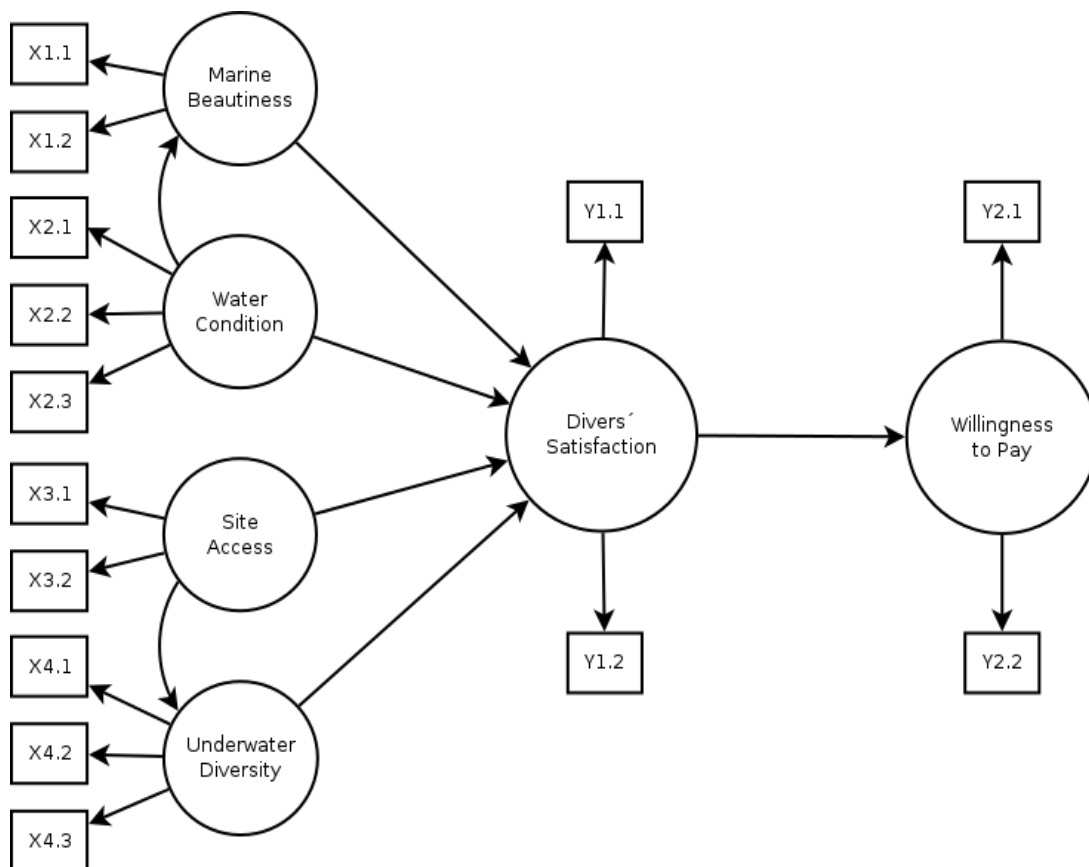 X1.1
X1.2
X2.1
X2.2
X2.3
X3.1
X3.2
X4.1
X4.2
X4.3
Marine
Beautiness
Water
Condition
Site
Access
Underwater
Diversity
Y1.1
Divers´
Satisfaction
Y1.2
Y2.1
Willingness
to Pay
Y2.2